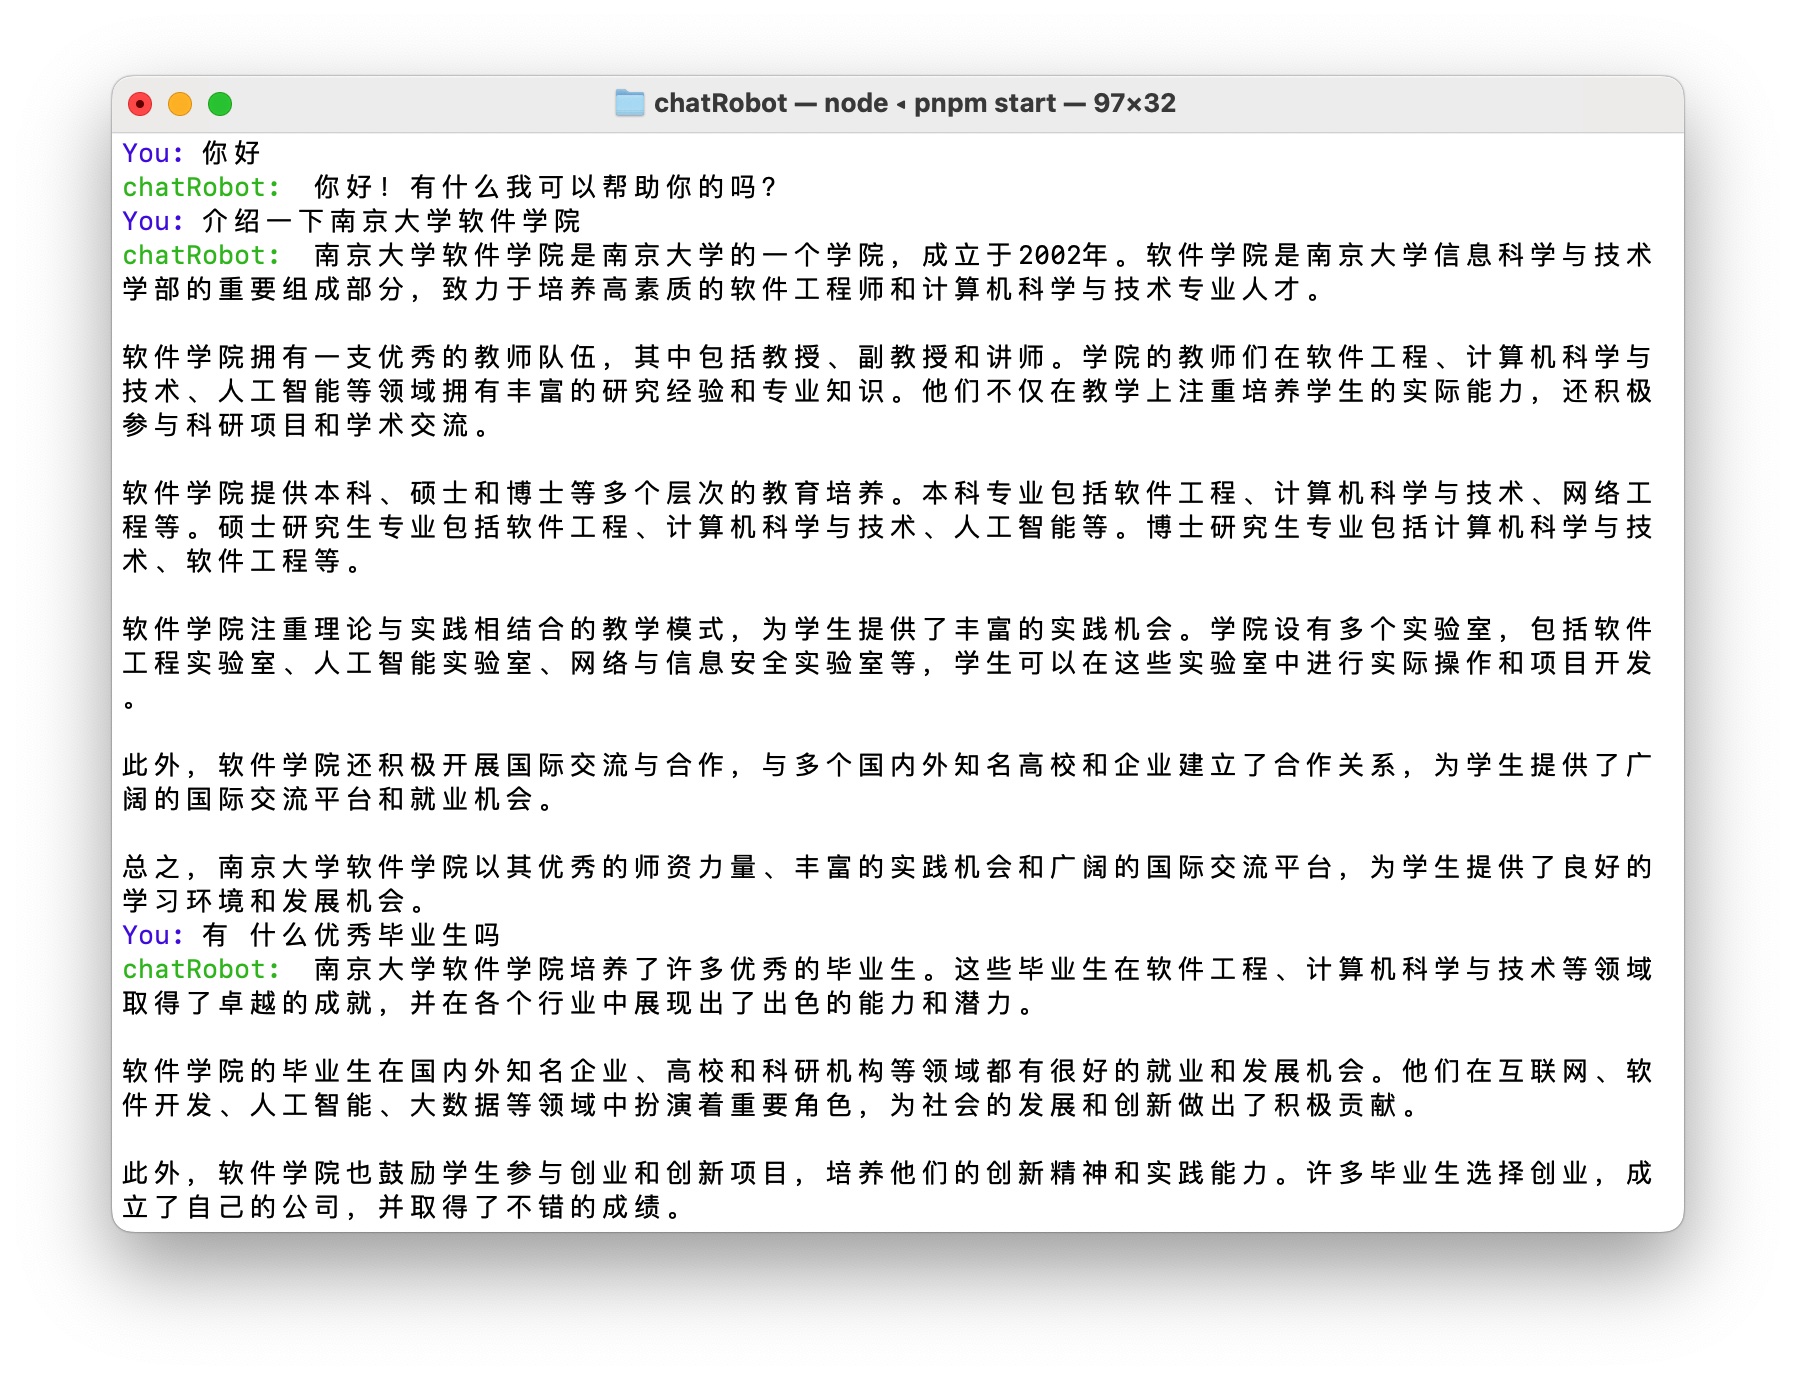 chatRobot — node ◂ pnpm start — 97×32
You: 你好
chatRobot: 你好！有什么我可以帮助你的吗？
You: 介绍一下南京大学软件学院
chatRobot: 南京大学软件学院是南京大学的一个学院，成立于2002年。软件学院是南京大学信息科学与技术
学部的重要组成部分，致力于培养高素质的软件工程师和计算机科学与技术专业人才。
软件学院拥有一支优秀的教师队伍，其中包括教授、副教授和讲师。学院的教师们在软件工程、计算机科学与
技术、人工智能等领域拥有丰富的研究经验和专业知识。他们不仅在教学上注重培养学生的实际能力，还积极
参与科研项目和学术交流。
软件学院提供本科、硕士和博士等多个层次的教育培养。本科专业包括软件工程、计算机科学与技术、网络工
程等。硕士研究生专业包括软件工程、计算机科学与技术、人工智能等。博士研究生专业包括计算机科学与技
术、软件工程等。
软件学院注重理论与实践相结合的教学模式，为学生提供了丰富的实践机会。学院设有多个实验室，包括软件
工程实验室、人工智能实验室、网络与信息安全实验室等，学生可以在这些实验室中进行实际操作和项目开发
。
此外，软件学院还积极开展国际交流与合作，与多个国内外知名高校和企业建立了合作关系，为学生提供了广
阔的国际交流平台和就业机会。
总之，南京大学软件学院以其优秀的师资力量、丰富的实践机会和广阔的国际交流平台，为学生提供了良好的
学习环境和发展机会。
You: 有 什么优秀毕业生吗
chatRobot: 南京大学软件学院培养了许多优秀的毕业生。这些毕业生在软件工程、计算机科学与技术等领域
取得了卓越的成就，并在各个行业中展现出了出色的能力和潜力。
软件学院的毕业生在国内外知名企业、高校和科研机构等领域都有很好的就业和发展机会。他们在互联网、软
件开发、人工智能、大数据等领域中扮演着重要角色，为社会的发展和创新做出了积极贡献。
此外，软件学院也鼓励学生参与创业和创新项目，培养他们的创新精神和实践能力。许多毕业生选择创业，成
立了自己的公司，并取得了不错的成绩。